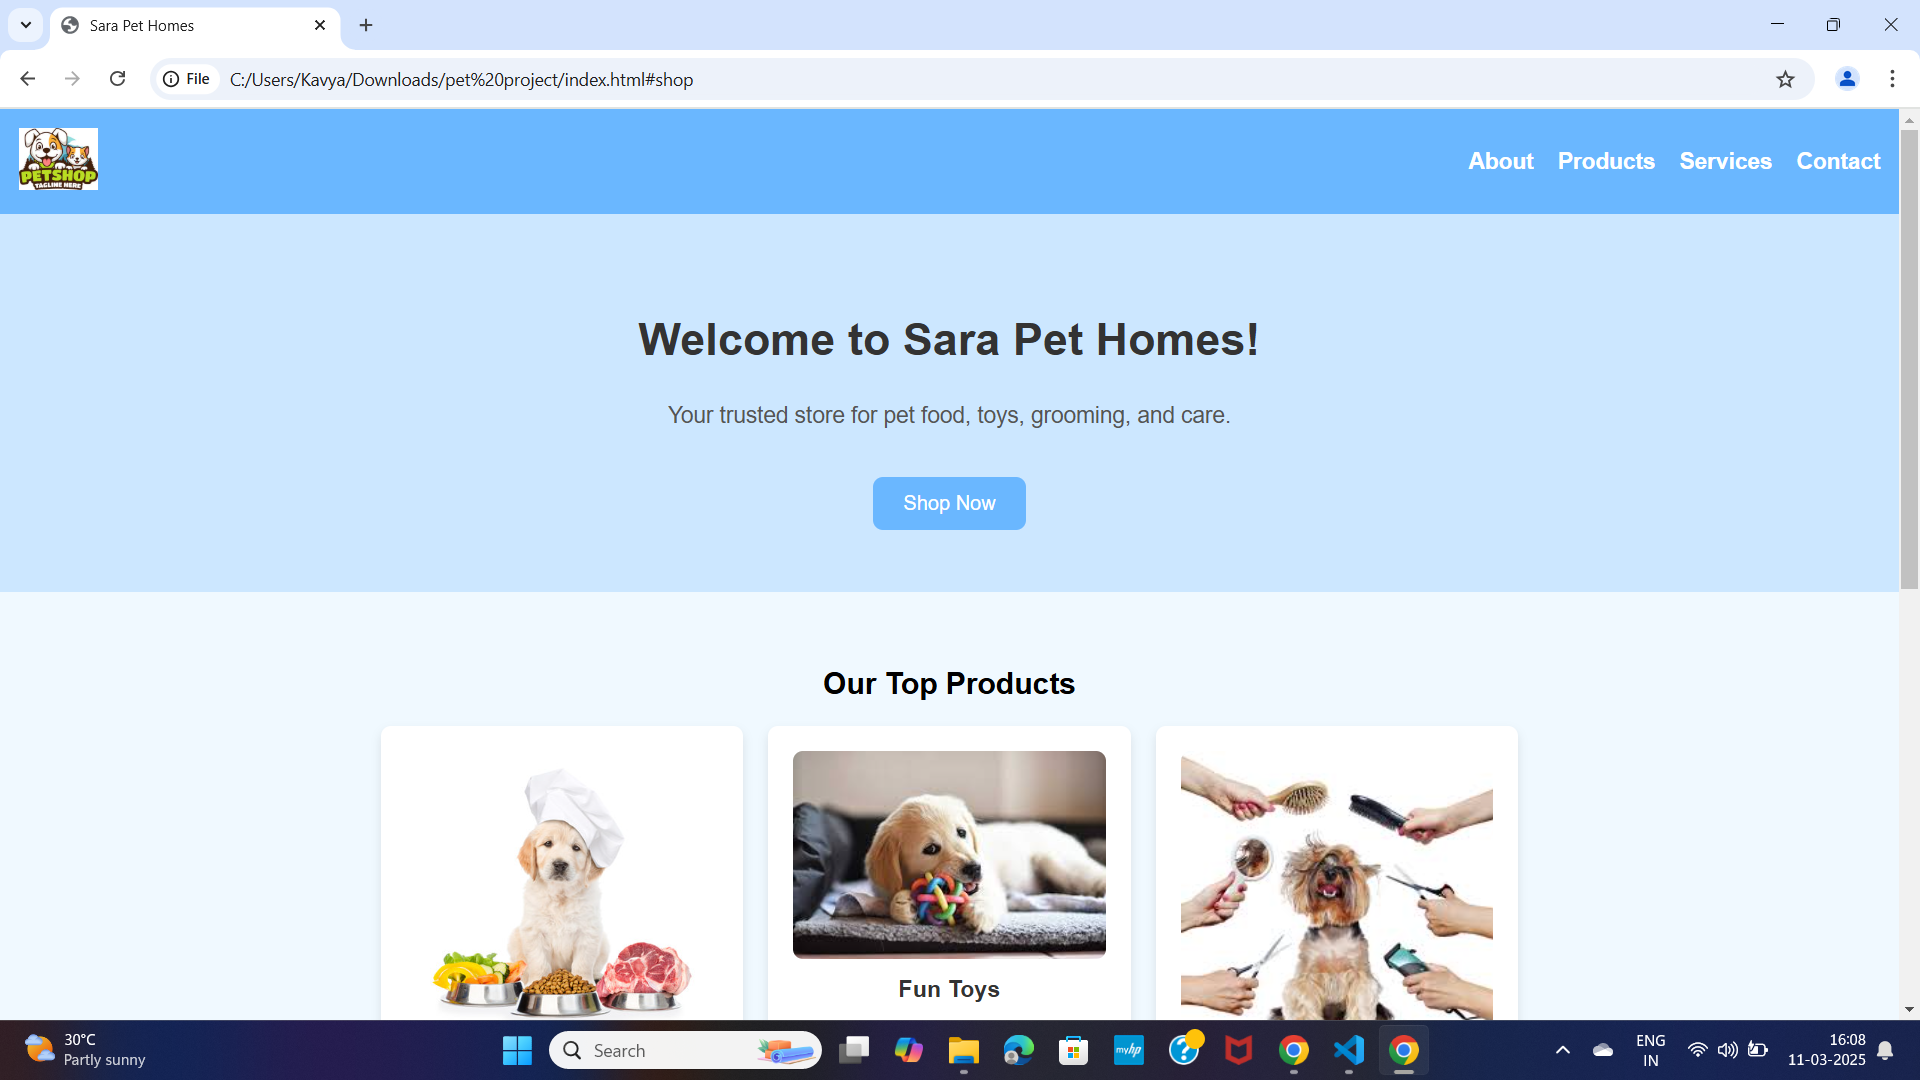 Sara Pet Homes
File
C:/Users/Kavya/Downloads/pet%20project/index.html#shop
PETSHOP
TAGLINE HERE
About Products Services Contact
Welcome to Sara Pet Homes!
Your trusted store for pet food, toys, grooming, and care.
Shop Now
Our Top Products
Fun Toys
30°C
Partly sunny
Search
myhp
ENG
IN
16:08
11-03-2025